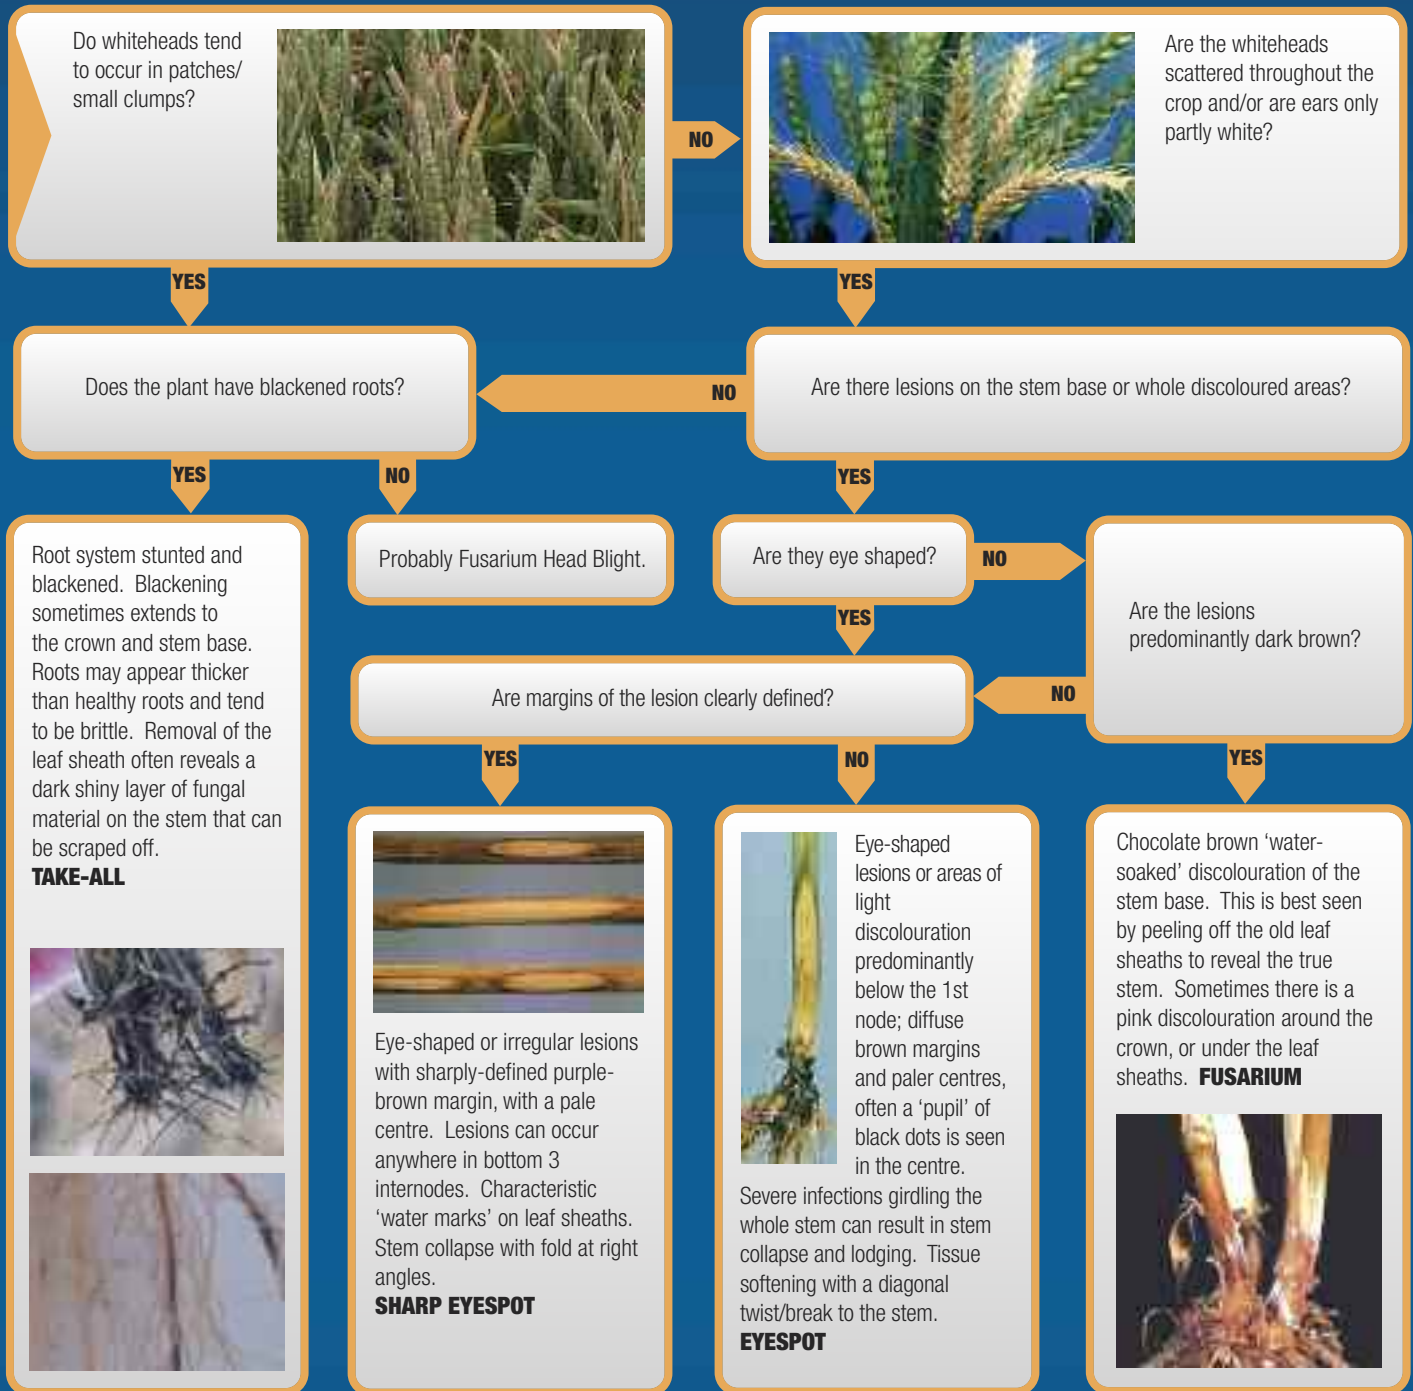 Do whiteheads tend
to occur in patches/
small clumps?
NO
Are the whiteheads
scattered throughout the
crop and/or are ears only
partly white?
YES
YES
Does the plant have blackened roots?
NO
Are there lesions on the stem base or whole discoloured areas?
YES
NO
YES
Root system stunted and
blackened. Blackening
sometimes extends to
the crown and stem base.
Roots may appear thicker
than healthy roots and tend
to be brittle. Removal of the
leaf sheath often reveals a
dark shiny layer of fungal
material on the stem that can
be scraped off.
TAKE-ALL
Probably Fusarium Head Blight.
Are they eye shaped?
NO
YES
Are the lesions
predominantly dark brown?
NO
Are margins of the lesion clearly defined?
YES
NO
YES
Eye-shaped or irregular lesions
with sharply-defined purple-
brown margin, with a pale
centre. Lesions can occur
anywhere in bottom 3
internodes. Characteristic
‘water marks’ on leaf sheaths.
Stem collapse with fold at right
angles.
SHARP EYESPOT
Eye-shaped
lesions or areas of
light
discolouration
predominantly
below the 1st
node; diffuse
brown margins
and paler centres,
often a ‘pupil’ of
black dots is seen
in the centre.
Severe infections girdling the
whole stem can result in stem
collapse and lodging. Tissue
softening with a diagonal
twist/break to the stem.
EYESPOT
Chocolate brown ‘water-
soaked’ discolouration of the
stem base. This is best seen
by peeling off the old leaf
sheaths to reveal the true
stem. Sometimes there is a
pink discolouration around the
crown, or under the leaf
sheaths. FUSARIUM